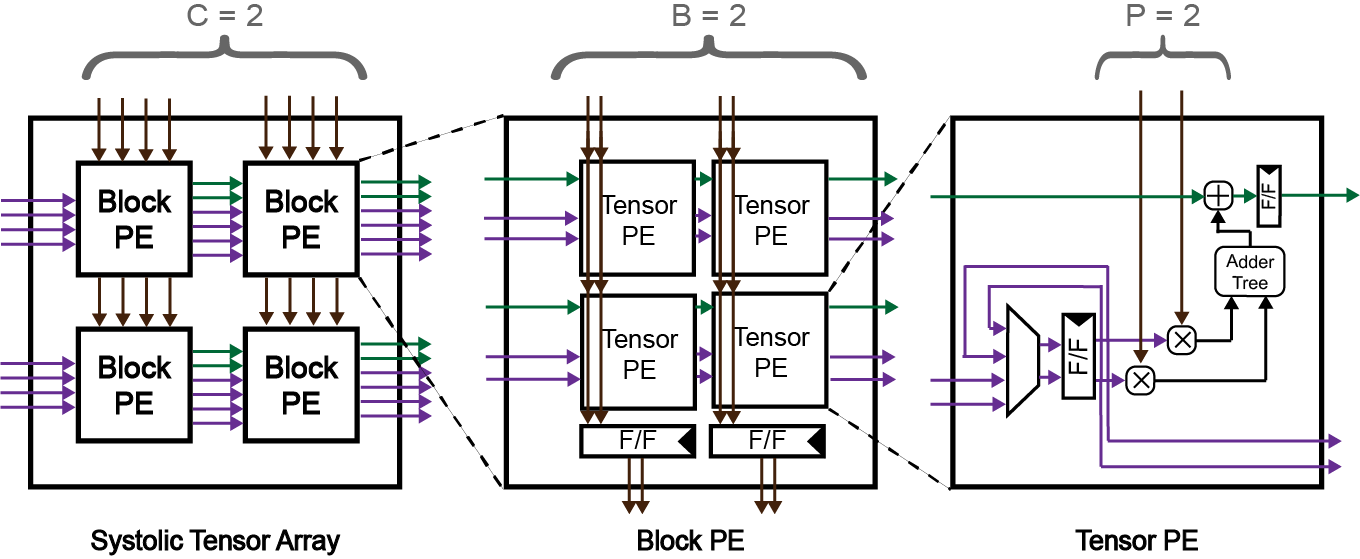 C = 2
B = 2
P = 2
Block
PE
Block
PE
Block
PE
Block
PE
Systolic Tensor Array
Tensor
PE
Tensor
PE
Tensor
PE
Tensor
PE
F/F
F/F
Block PE
F/F
Adder
Tree
F/F
Tensor PE